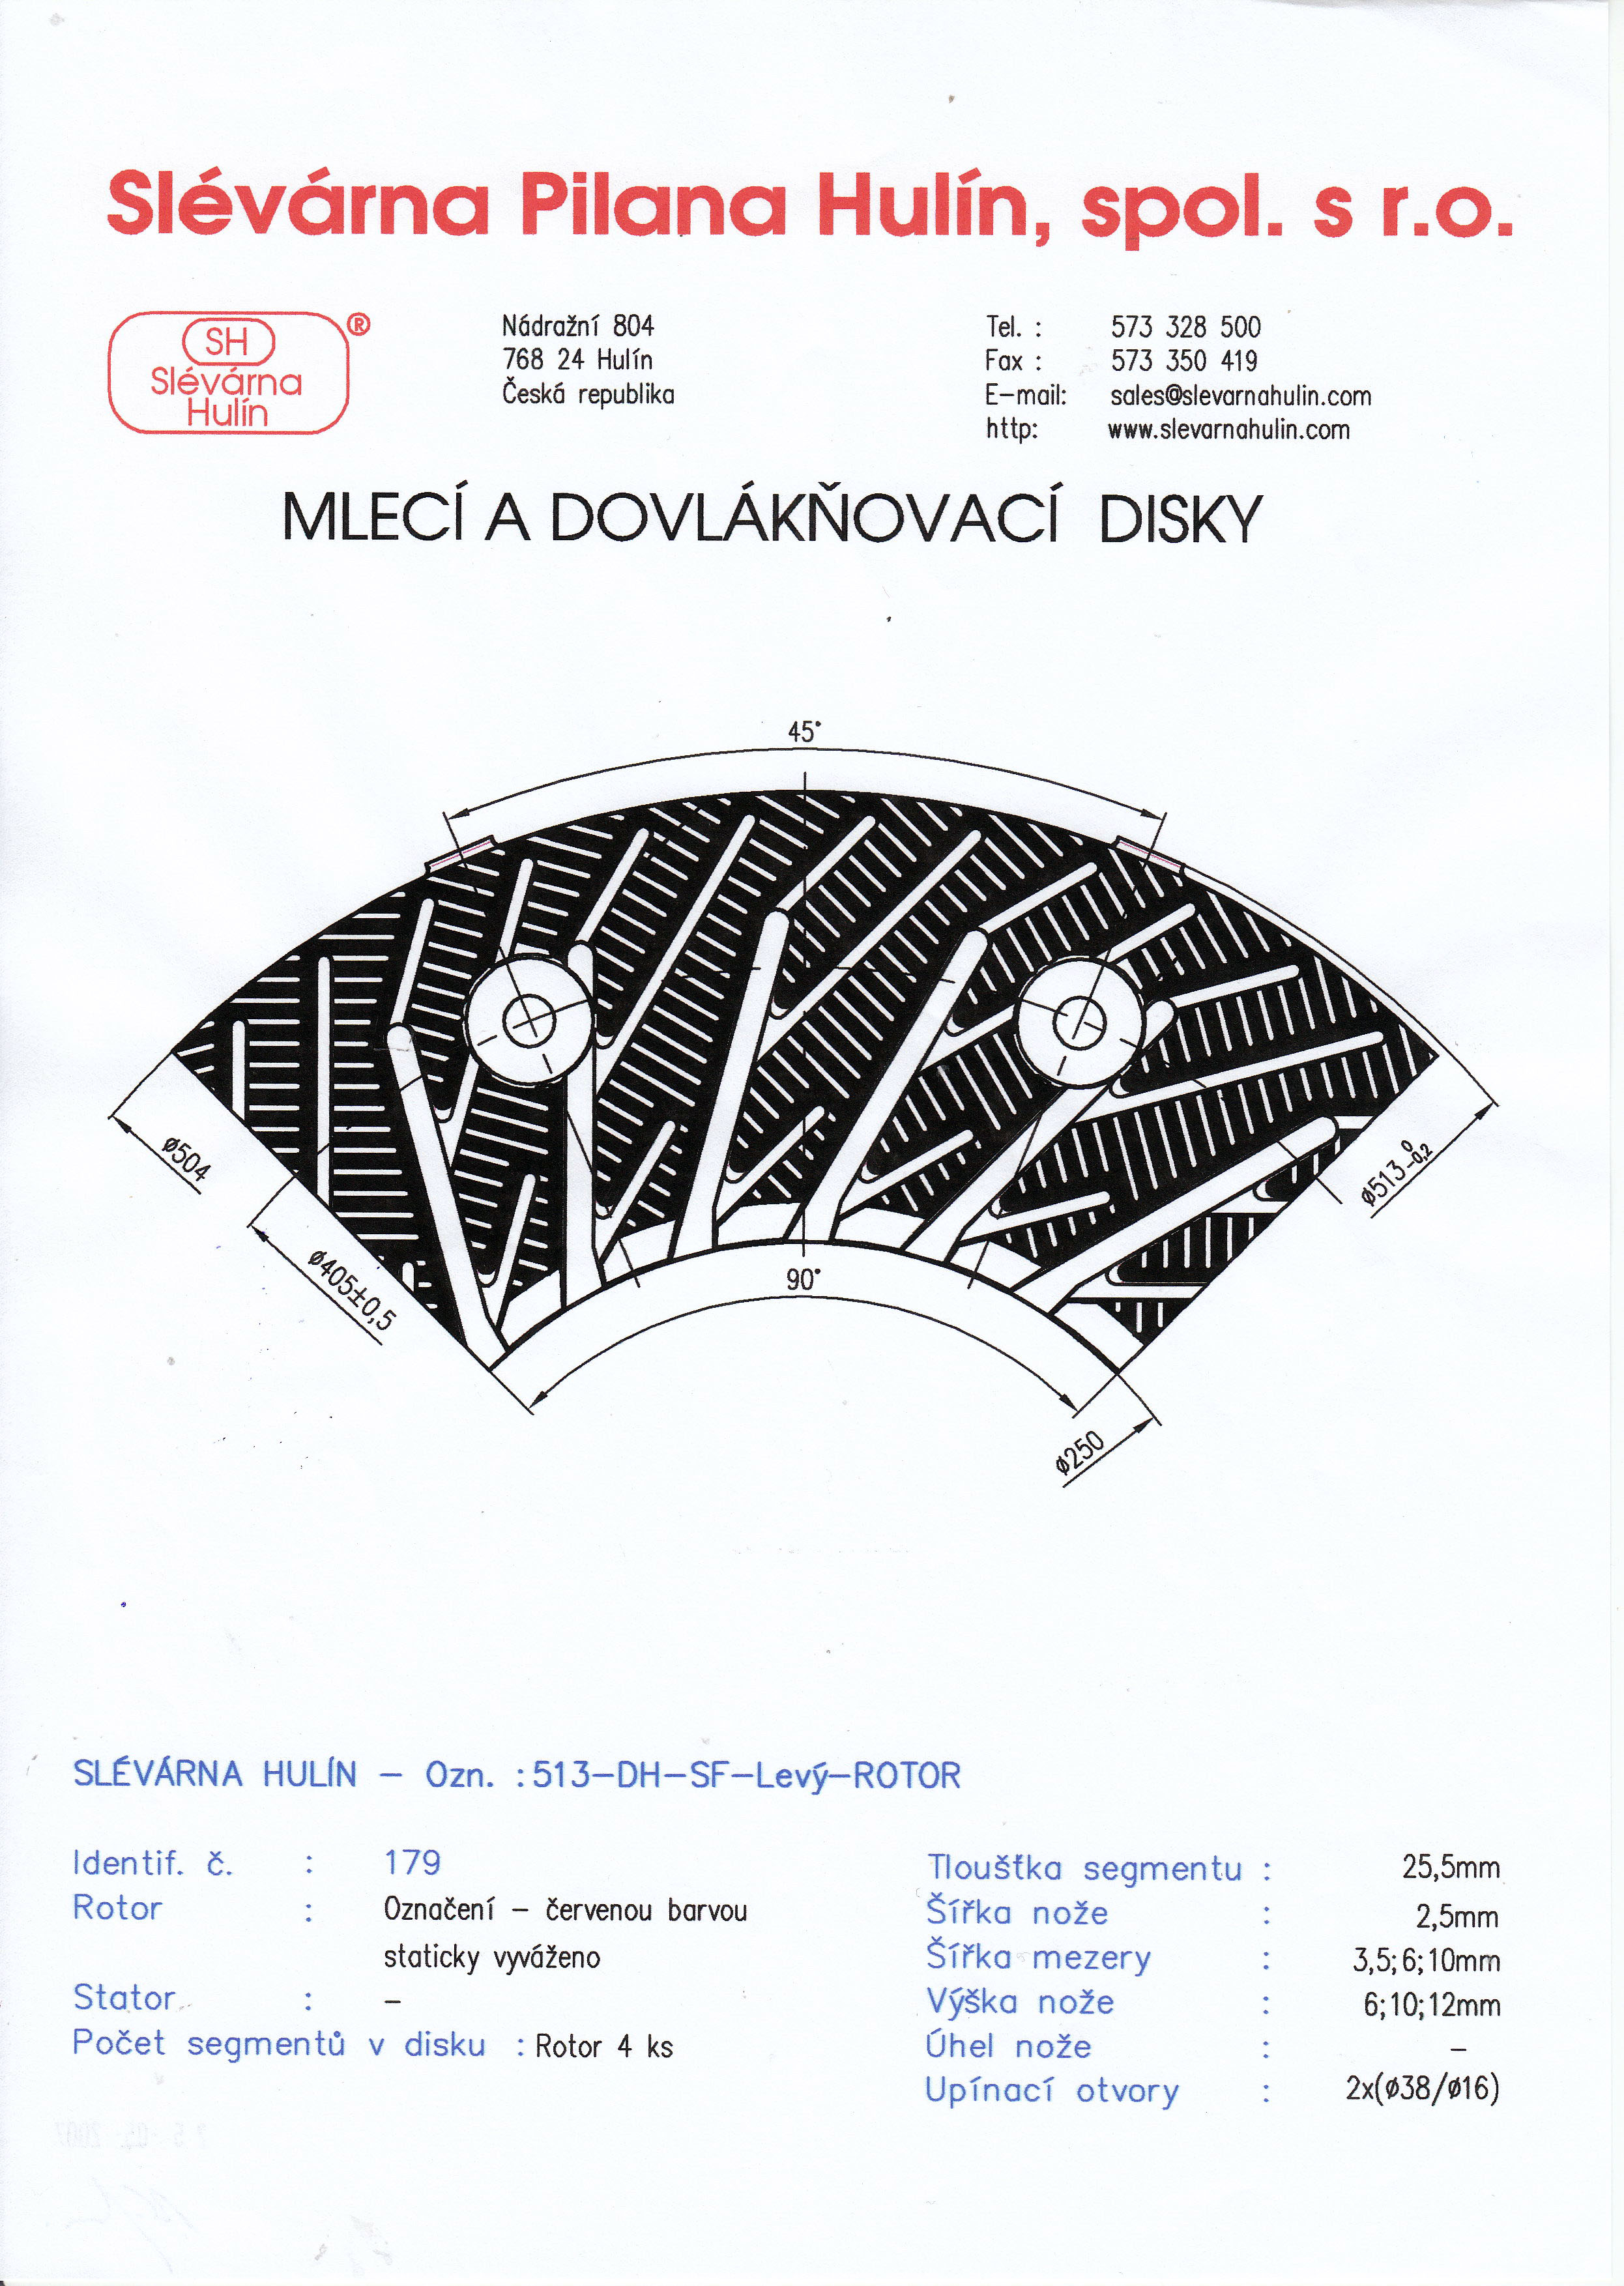 Slévárna Pilana Hulín, spol. s r.o.
SH
Slévárna
Hulín
®
Nádražní 804
768 24 Hulín
Česká republika
Tel. : 573 328 500
Fax : 573 350 419
E-mail: sales@slevarnahulin.com
http: www.slevarnahulin.com
MLECÍ A DOVLÁKŇOVACÍ DISKY
45°
ø504
ø405±0,5
90°
ø513 0 -0,2
ø250
SLÉVÁRNA HULÍN - Ozn. :513-DH-SF-Levý-ROTOR
Identif. č. : 179
Rotor : Označení - červenou barvou
staticky vyváženo
Stator : -
Počet segmentů v disku : Rotor 4 ks
Tloušťka segmentu : 25,5mm
Šířka nože : 2,5mm
Šířka mezery : 3,5;6;10mm
Výška nože : 6;10;12mm
Úhel nože : -
Upínací otvory : 2x(ø38/ø16)